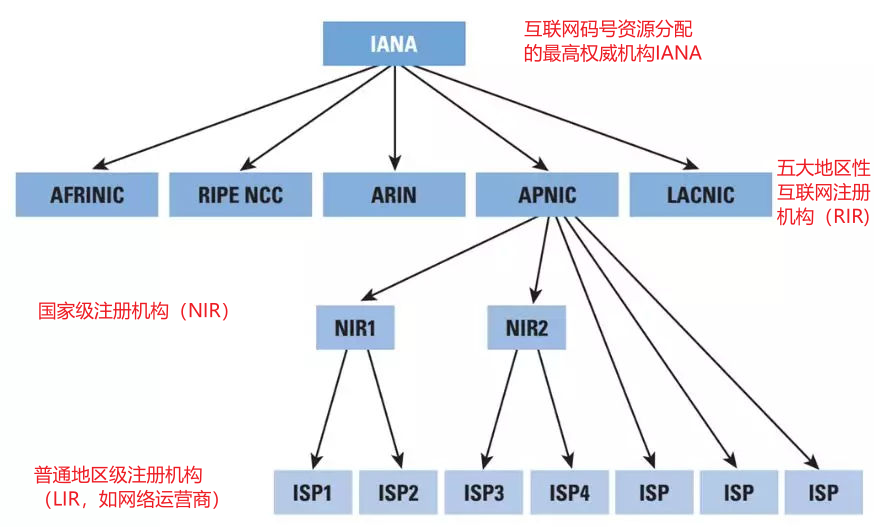 IANA
互联网码号资源分配
的最高权威机构IANA
AFRINIC
RIPE NCC
ARIN
APNIC
LACNIC
五大地区性
互联网注册
机构（RIR)
国家级注册机构（NIR）
NIR1
NIR2
普通地区级注册机构
（LIR，如网络运营商）
ISP1
ISP2
ISP3
ISP4
ISP
ISP
ISP